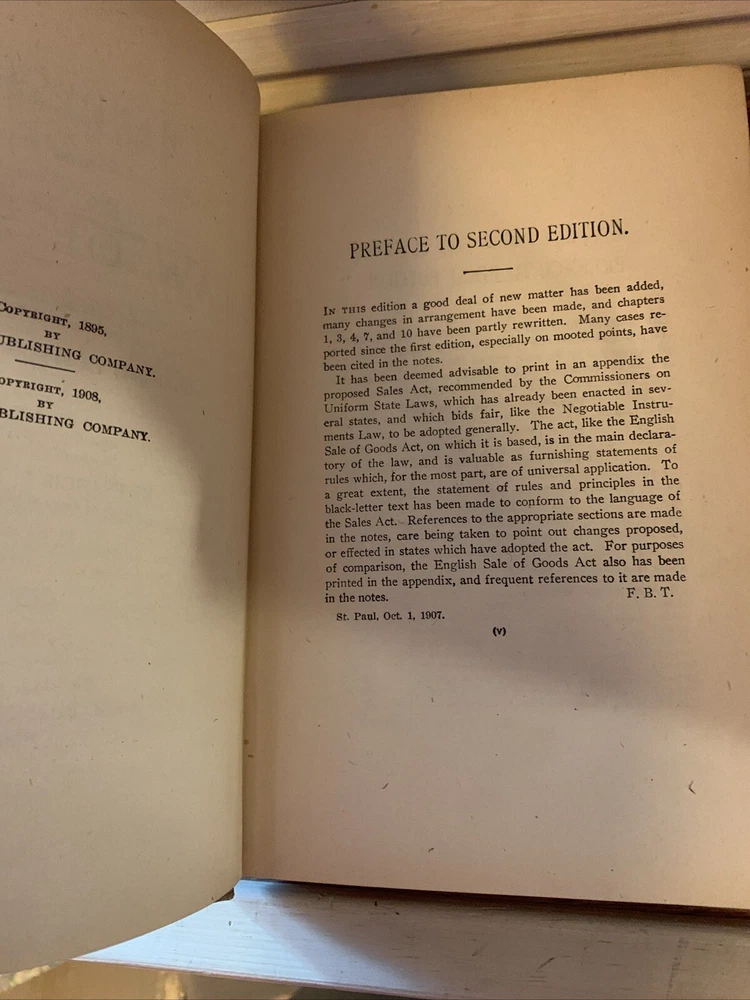 COPYRIGHT, 1895,
BY
PUBLISHING COMPANY.
COPYRIGHT, 1908,
BY
PUBLISHING COMPANY.
PREFACE TO SECOND EDITION.
IN THIS edition a good deal of new matter has been added,
many changes in arrangement have been made, and chapters
1, 3, 4, 7, and 10 have been partly rewritten. Many cases re-
ported since the first edition, especially on mooted points, have
been cited in the notes.
It has been deemed advisable to print in an appendix the
proposed Sales Act, recommended by the Commissioners on
Uniform State Laws, which has already been enacted in sev-
eral states, and which bids fair, like the Negotiable Instru-
ments Law, to be adopted generally. The act, like the English
Sale of Goods Act, on which it is based, is in the main declara-
tory of the law, and is valuable as furnishing statements of
rules which, for the most part, are of universal application. To
a great extent, the statement of rules and principles in the
black-letter text has been made to conform to the language of
the Sales Act. References to the appropriate sections are made
in the notes, care being taken to point out changes proposed,
or effected in states which have adopted the act. For purposes
of comparison, the English Sale of Goods Act also has been
printed in the appendix, and frequent references to it are made
in the notes. F. B. T.
St. Paul, Oct. 1, 1907.
(v)